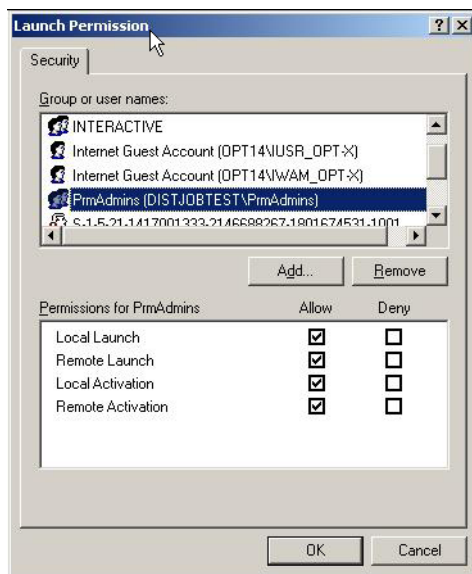 Launch Permission
Security
Group or user names:
INTERACTIVE
Internet Guest Account (OPT14\IUSR_OPT-X)
Internet Guest Account (OPT14\IWAM_OPT-X)
PrmAdmins (DISTJOBTEST\PrmAdmins)
S-1-5-21-1417001333-2146688267-1801674531-1001
Add... Remove
Permissions for PrmAdmins Allow Deny
Local Launch
Remote Launch
Local Activation
Remote Activation
OK Cancel